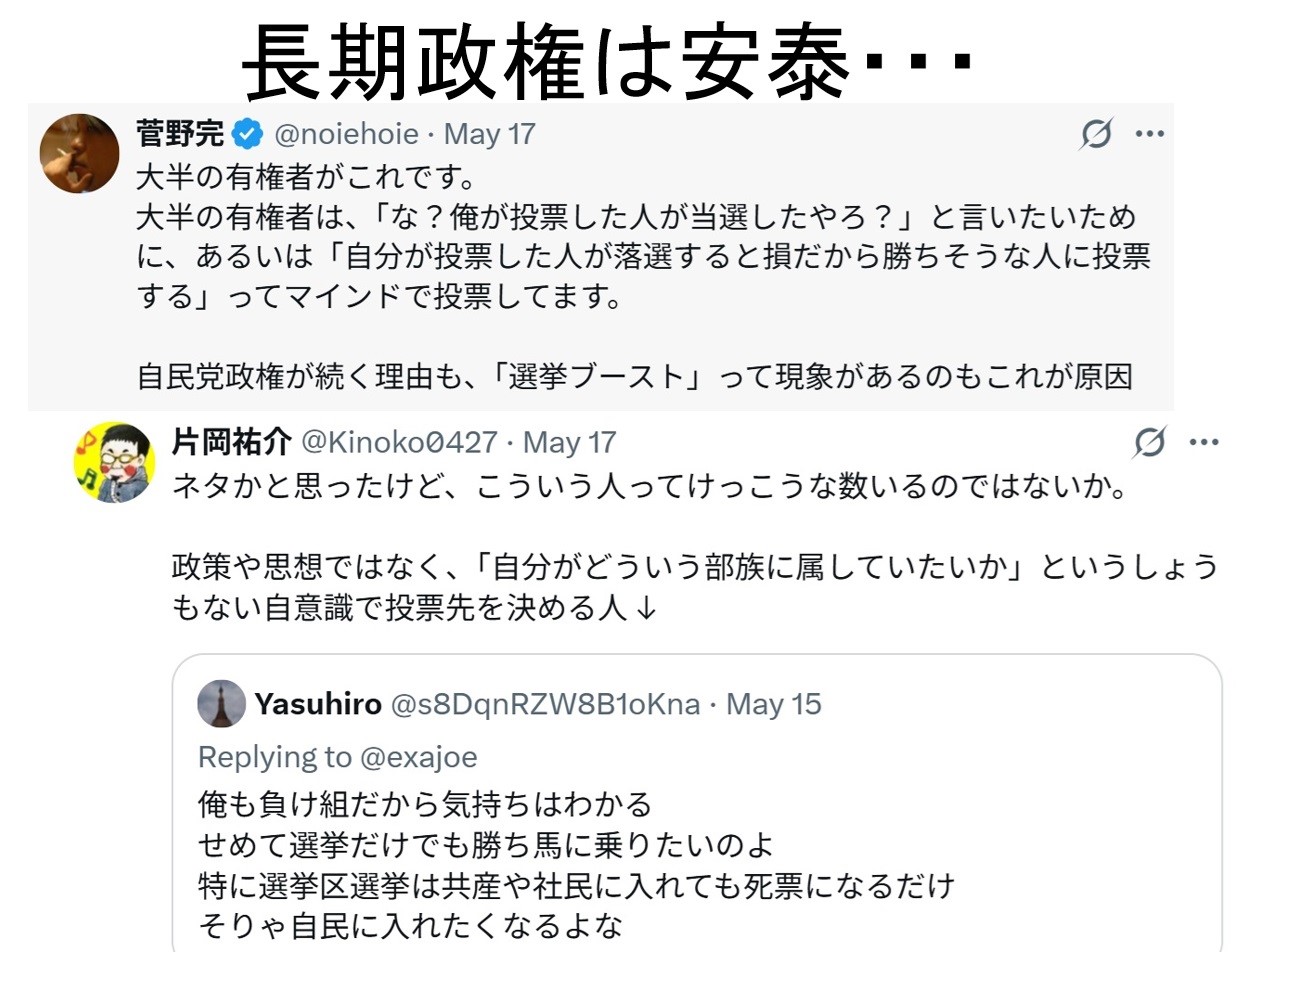 長期政権は安泰・・・
菅野完 @noiehoie · May 17
大半の有権者がこれです。
大半の有権者は、「な？俺が投票した人が当選したやろ？」と言いたいため
に、あるいは「自分が投票した人が落選すると損だから勝ちそうな人に投票
する」ってマインドで投票してます。
自民党政権が続く理由も、「選挙ブースト」って現象があるのもこれが原因
片岡祐介 @Kinoko0427 · May 17
ネタかと思ったけど、こういう人ってけっこうな数いるのではないか。
政策や思想ではなく、「自分がどういう部族に属していたいか」というしょう
もない自意識で投票先を決める人↓
Yasuhiro @s8DqnRZW8B1oKna · May 15
Replying to @exajoe
俺も負け組だから気持ちはわかる
せめて選挙だけでも勝ち馬に乗りたいのよ
特に選挙区選挙は共産や社民に入れても死票になるだけ
そりゃ自民に入れたくなるよな